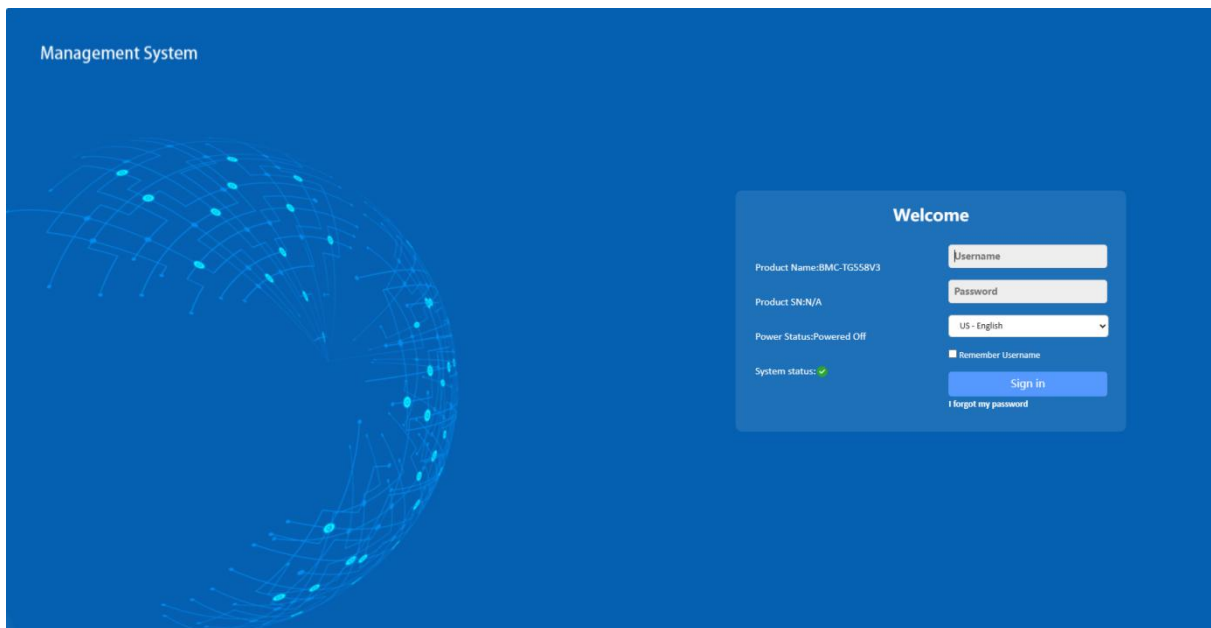 Management System
Welcome
Product Name:BMC-TG558V3
Product SN:N/A
Power Status:Powered Off
System status:
Username
Password
US - English
Remember Username
Sign in
I forgot my password